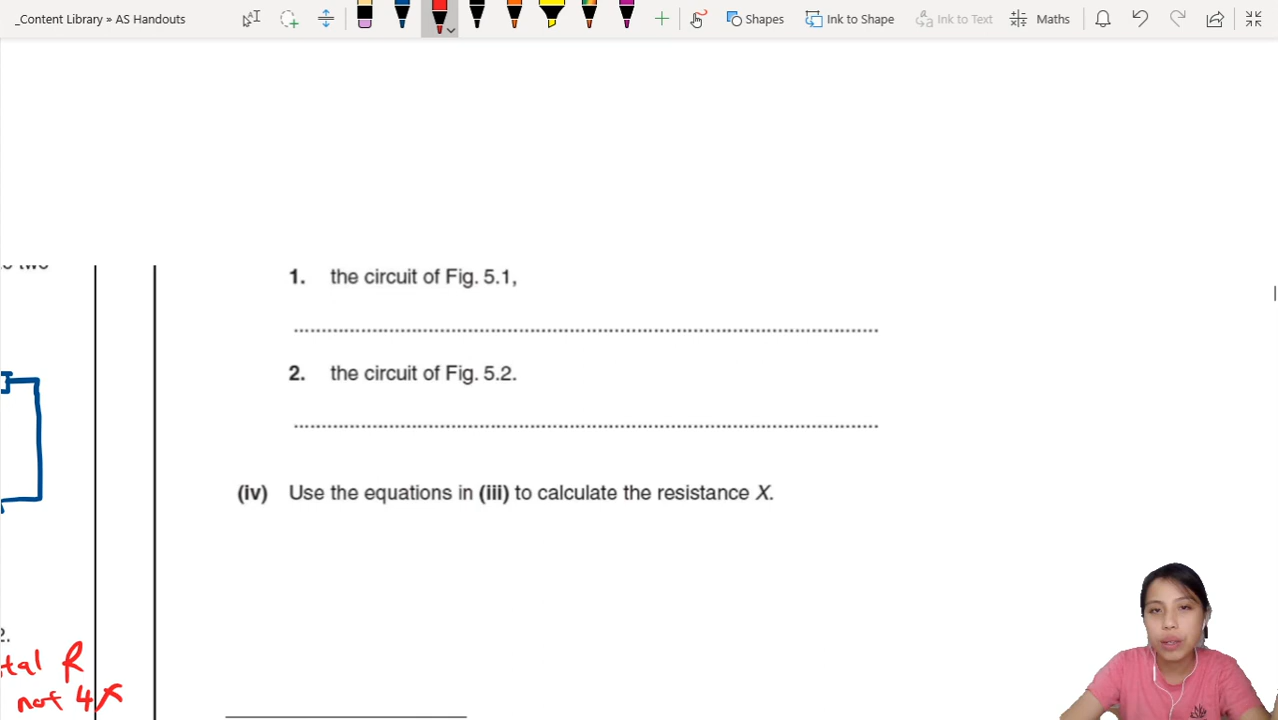 _Content Library » AS Handouts
Shapes
Ink to Shape
Ink to Text
Maths
1. the circuit of Fig. 5.1,
2. the circuit of Fig. 5.2.
(iv) Use the equations in (iii) to calculate the resistance X.
2.
tal R
not 4X